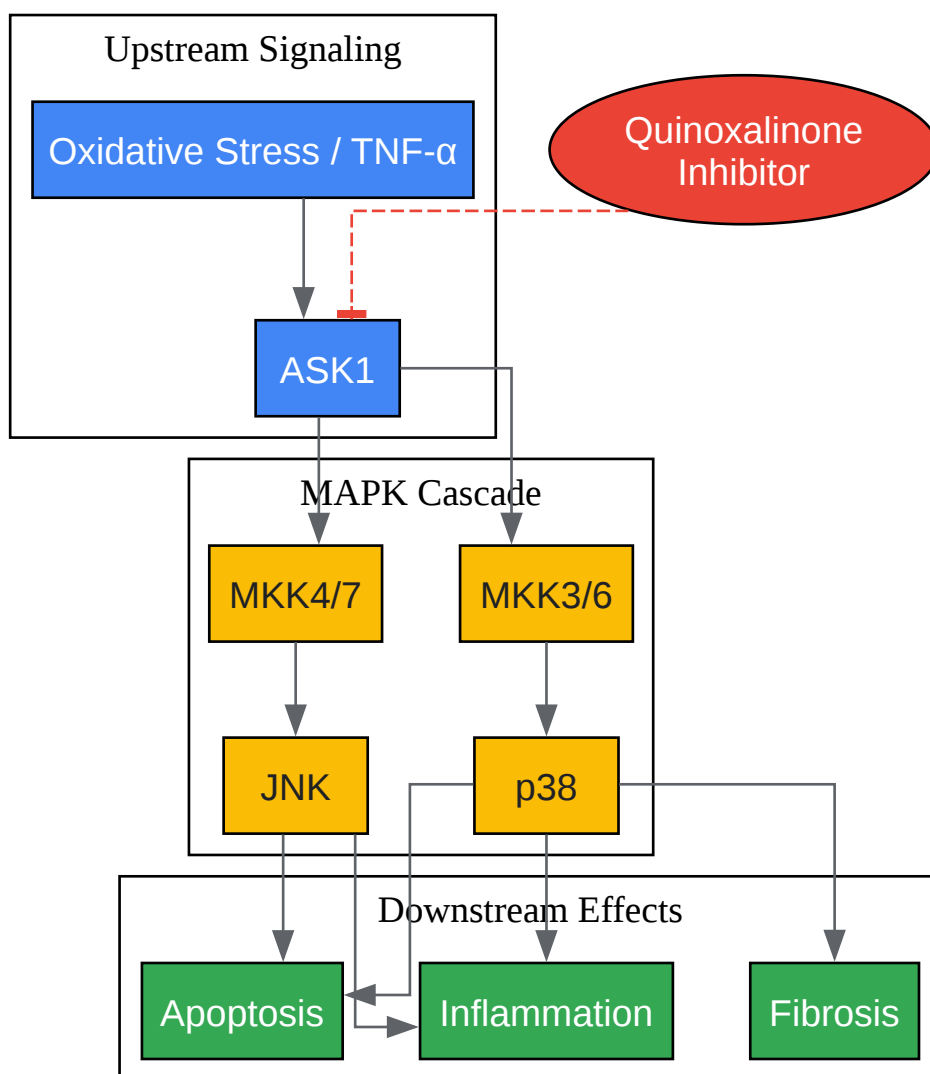 Upstream Signaling
Oxidative Stress / TNF-α
Quinoxalinone
Inhibitor
ASK1
MAPK Cascade
MKK4/7
MKK3/6
JNK
p38
Downstream Effects
Apoptosis
Inflammation
Fibrosis